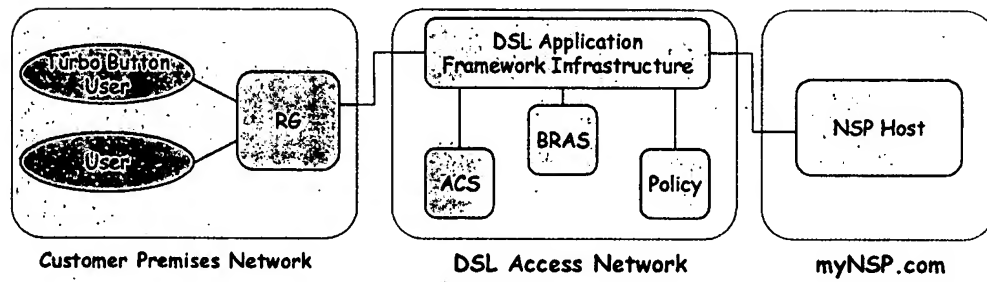 Turbo Button
User
User
RG
DSL Application
Framework Infrastructure
ACS
BRAS
Policy
NSP Host
Customer Premises Network
DSL Access Network
myNSP.com